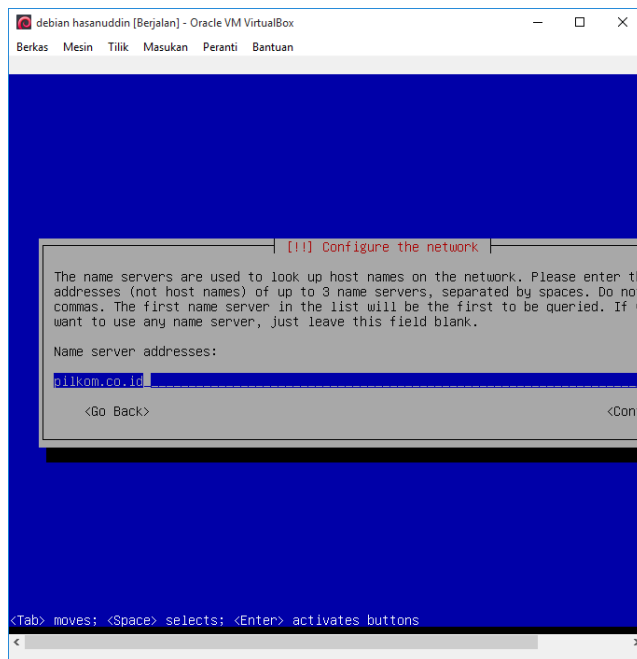 debian hasanuddin [Berjalan] - Oracle VM VirtualBox
Berkas Mesin Tilik Masukan Peranti Bantuan
[!!] Configure the network
The name servers are used to look up host names on the network. Please enter t
addresses (not host names) of up to 3 name servers, separated by spaces. Do no
commas. The first name server in the list will be the first to be queried. If
want to use any name server, just leave this field blank.
Name server addresses:
pilkom.co.id
<Go Back> <Con
<Tab> moves; <Space> selects; <Enter> activates buttons